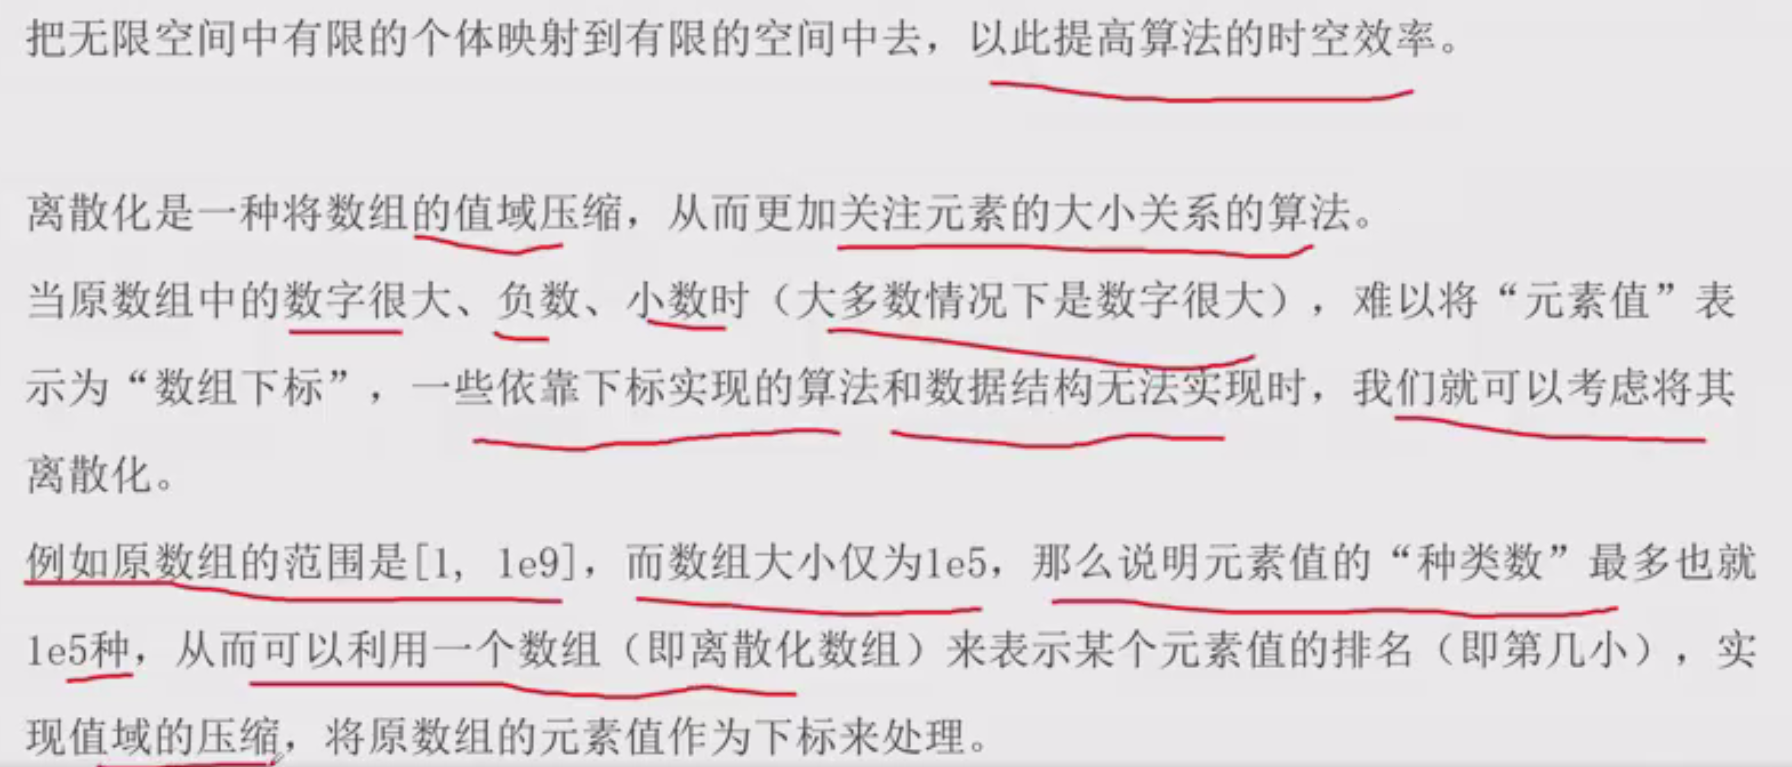 把无限空间中有限的个体映射到有限的空间中去，以此提高算法的时空效率。
离散化是一种将数组的值域压缩，从而更加关注元素的大小关系的算法。
当原数组中的数字很大、负数、小数时（大多数情况下是数字很大），难以将“元素值”表
示为“数组下标”，一些依靠下标实现的算法和数据结构无法实现时，我们就可以考虑将其
离散化。
例如原数组的范围是[1, 1e9]，而数组大小仅为1e5，那么说明元素值的“种类数”最多也就
1e5种，从而可以利用一个数组（即离散化数组）来表示某个元素值的排名（即第几小），实
现值域的压缩，将原数组的元素值作为下标来处理。